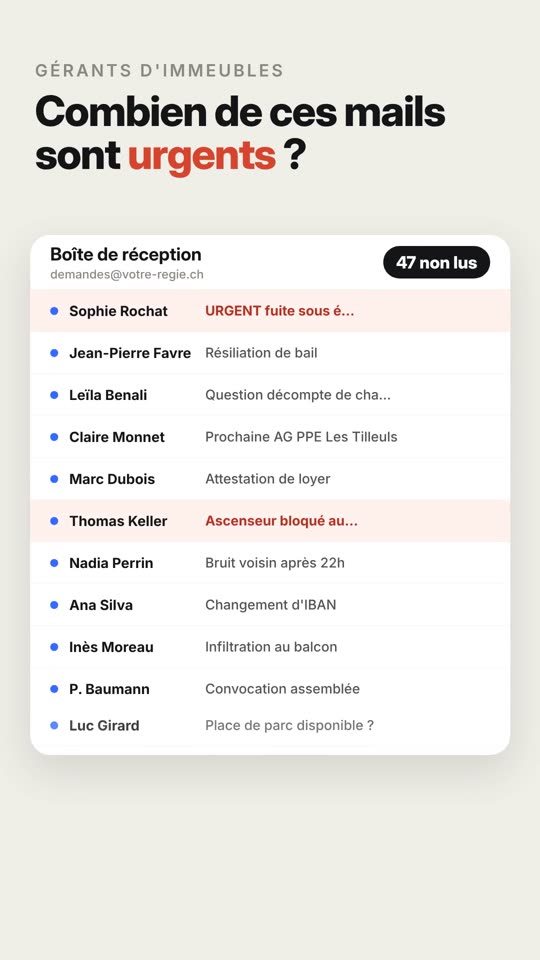 GÉRANTS D'IMMEUBLES
Combien de ces mails
sont urgents ?
Boîte de réception
demandes@votre-regie.ch
47 non lus
Sophie Rochat URGENT fuite sous é...
Jean-Pierre Favre Résiliation de bail
Leïla Benali Question décompte de cha...
Claire Monnet Prochaine AG PPE Les Tilleuls
Marc Dubois Attestation de loyer
Thomas Keller Ascenseur bloqué au...
Nadia Perrin Bruit voisin après 22h
Ana Silva Changement d'IBAN
Inès Moreau Infiltration au balcon
P. Baumann Convocation assemblée
Luc Girard Place de parc disponible ?